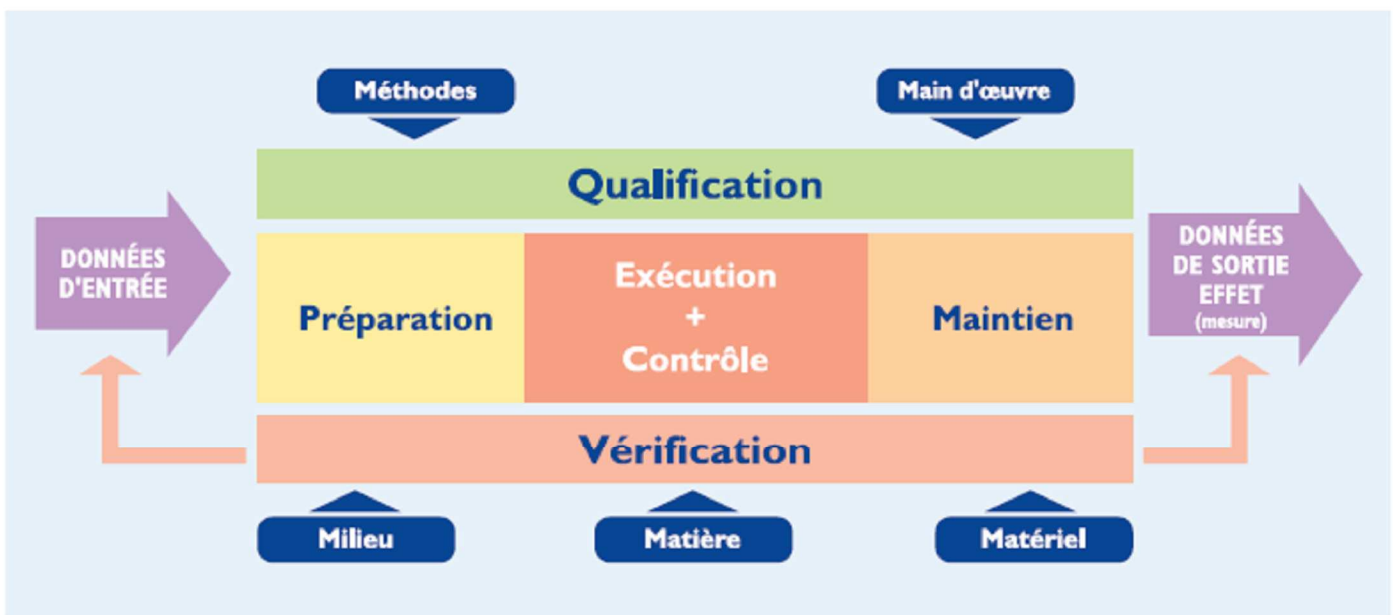 Méthodes
Main d'œuvre
Qualification
DONNÉES
D'ENTRÉE
Préparation
Exécution
+
Contrôle
Maintien
DONNÉES
DE SORTIE
EFFET
(mesure)
Vérification
Milieu
Matière
Matériel